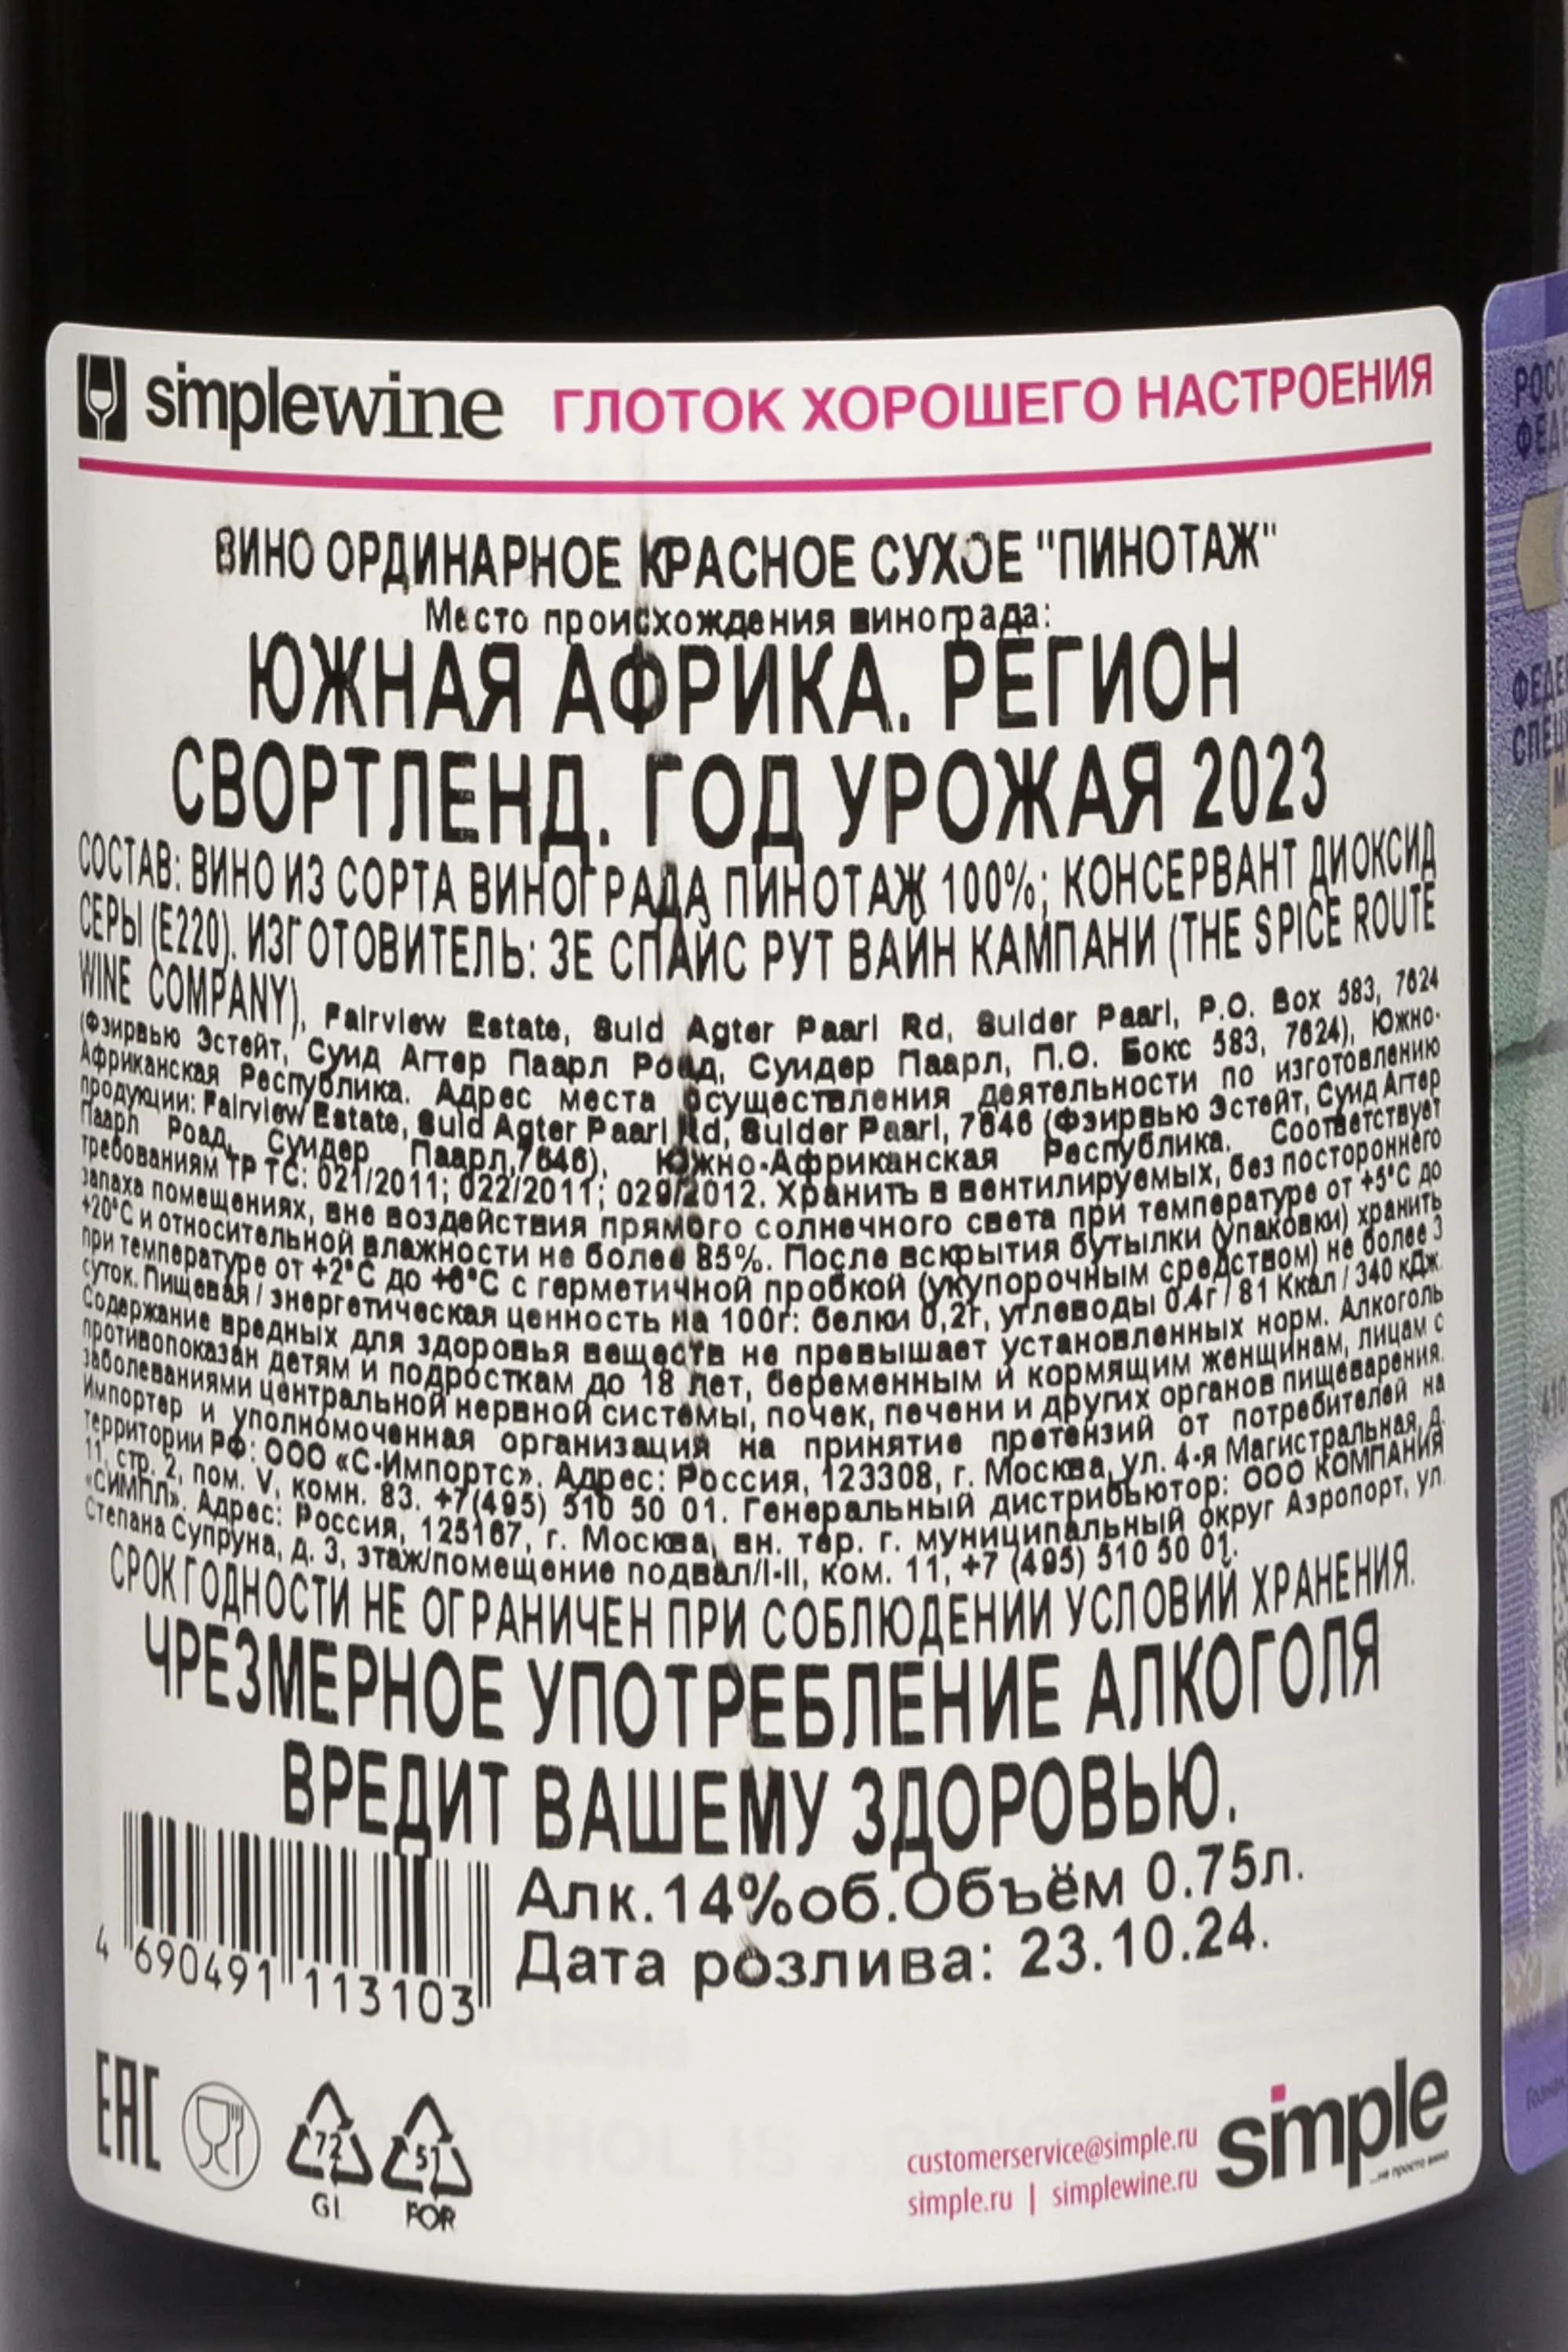 simplewine ГЛОТОК ХОРОШЕГО НАСТРОЕНИЯ
ВИНО ОРДИНАРНОЕ КРАСНОЕ СУХОЕ "ПИНОТАЖ"
Место происхождения винограда:
ЮЖНАЯ АФРИКА. РЕГИОН
СВОРТЛЕНД. ГОД УРОЖАЯ 2023
СОСТАВ: ВИНО ИЗ СОРТА ВИНОГРАДА ПИНОТАЖ 100%; КОНСЕРВАНТ ДИОКСИД
СЕРЫ (Е220). ИЗГОТОВИТЕЛЬ: ЗЕ СПАЙС РУТ ВАЙН КАМПАНИ (THE SPICE ROUTE
WINE COMPANY), Fairview Estate, Suid Agter Paarl Rd, Suider Paarl, P.O. Box 583, 7624
(Фэирвью Эстейт, Суид Агтер Паарл Роад, Суидер Паарл, П.О. Бокс 583, 7624), Южно-
Африканская Республика. Адрес места осуществления деятельности по изготовлению
продукции: Fairview Estate, Suid Agter Paarl Rd, Suider Paarl, 7646 (Фэирвью Эстейт, Суид Агтер
Паарл Роад, Суидер Паарл,7646), Южно-Африканская Республика. Соответствует
требованиям ТР ТС: 021/2011; 022/2011; 029/2012. Хранить в вентилируемых, без постороннего
запаха помещениях, вне воздействия прямого солнечного света при температуре от +5°С до
+20°С и относительной влажности не более 85%. После вскрытия бутылки (упаковки) хранить
при температуре от +2°С до +6°С с герметичной пробкой (укупорочным средством) не более 3
суток. Пищевая / энергетическая ценность на 100г: белки 0,2г, углеводы 0.4г / 81 Ккал / 340 кДж.
Содержание вредных для здоровья веществ не превышает установленных норм. Алкоголь
противопоказан детям и подросткам до 18 лет, беременным и кормящим женщинам, лицам с
заболеваниями центральной нервной системы, почек, печени и других органов пищеварения.
Импортер и уполномоченная организация на принятие претензий от потребителей на
территории РФ: ООО «С-Импортс». Адрес: Россия, 123308, г. Москва, ул. 4-я Магистральная, д.
11, стр. 2, пом. V, комн. 83. +7(495) 510 50 01. Генеральный дистрибьютор: ООО КОМПАНИЯ
«СИМПЛ». Адрес: Россия, 125167, г. Москва, вн. тер. г. муниципальный округ Аэропорт, ул.
Степана Супруна, д. 3, этаж/помещение подвал/I-II, ком. 11, +7 (495) 510 50 01.
СРОК ГОДНОСТИ НЕ ОГРАНИЧЕН ПРИ СОБЛЮДЕНИИ УСЛОВИЙ ХРАНЕНИЯ.
ЧРЕЗМЕРНОЕ УПОТРЕБЛЕНИЕ АЛКОГОЛЯ
ВРЕДИТ ВАШЕМУ ЗДОРОВЬЮ.
Алк.14%об.Объём 0.75л.
Дата розлива: 23.10.24.
4 690491 113103
ЕАС
72
GL
51
FOR
customerservice@simple.ru
simple.ru | simplewine.ru
simple
...не просто вино